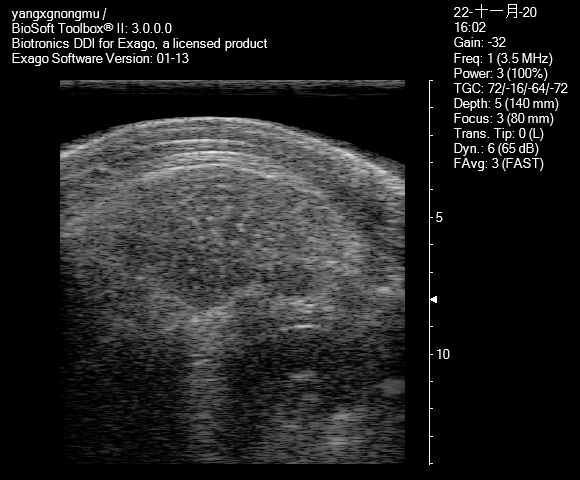 yangxgnongmu /
BioSoft Toolbox® II: 3.0.0.0
Biotronics DDI for Exago, a licensed product
Exago Software Version: 01-13
22-十一月-20
16:02
Gain: -32
Freq: 1 (3.5 MHz)
Power: 3 (100%)
TGC: 72/-16/-64/-72
Depth: 5 (140 mm)
Focus: 3 (80 mm)
Trans. Tip: 0 (L)
Dyn.: 6 (65 dB)
FAvg: 3 (FAST)
5
10